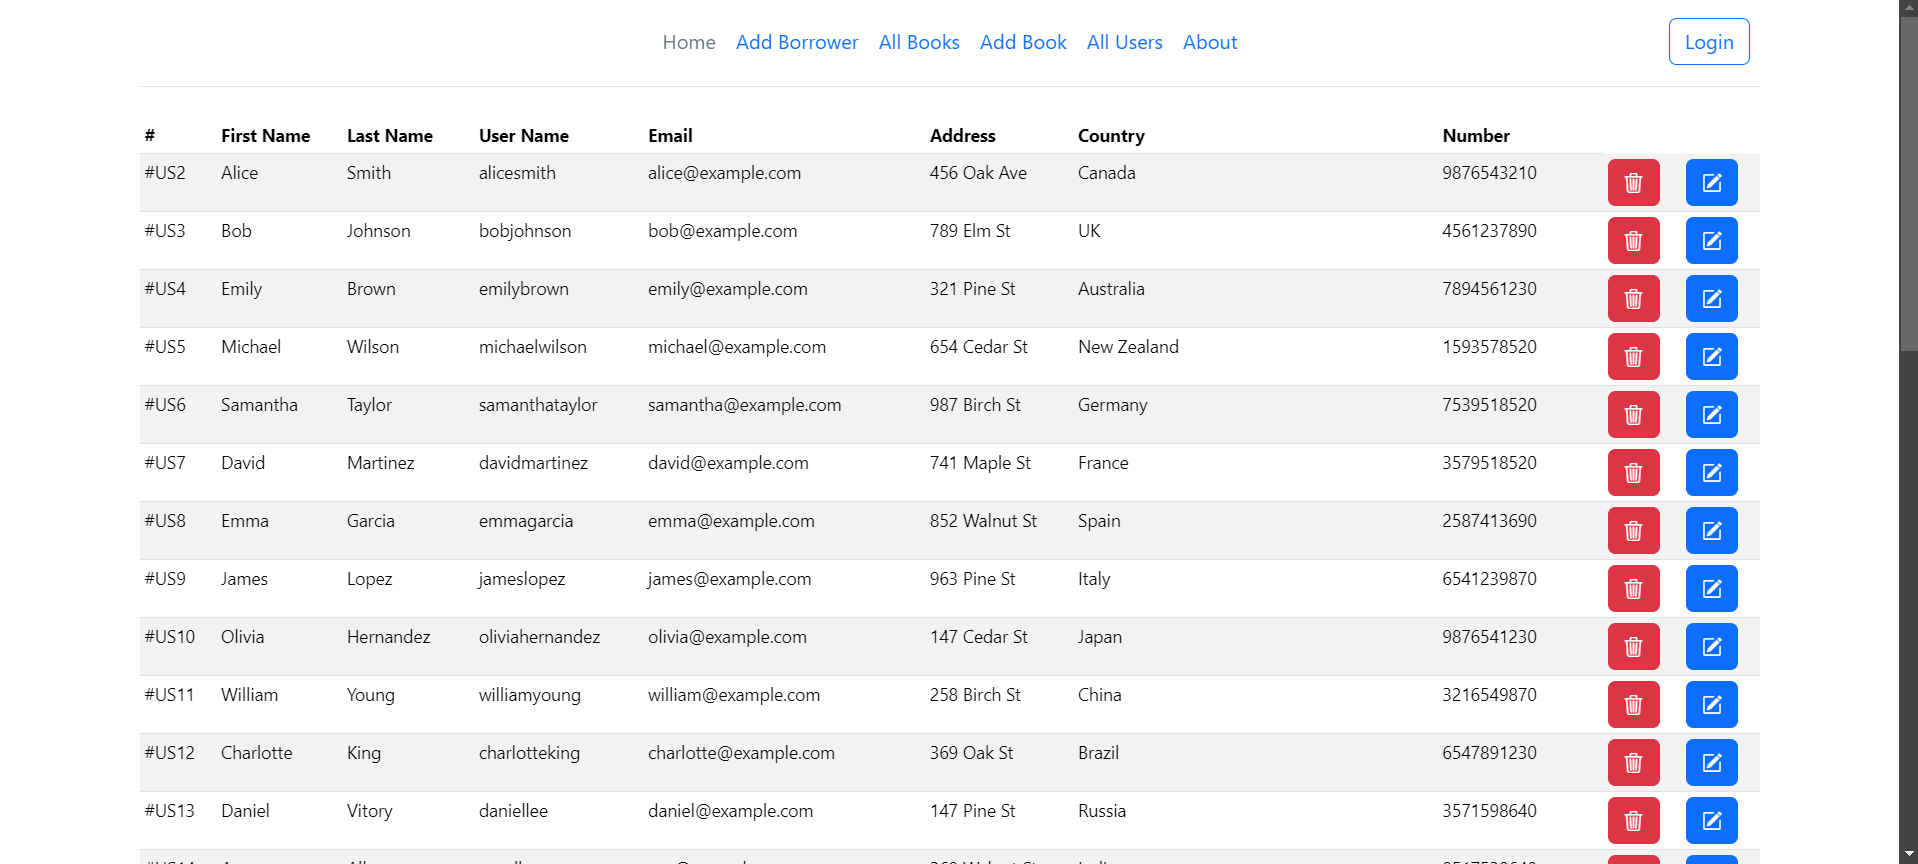 Home Add Borrower All Books Add Book All Users About Login
# First Name Last Name User Name Email Address Country Number
#US2 Alice Smith alicesmith alice@example.com 456 Oak Ave Canada 9876543210
#US3 Bob Johnson bobjohnson bob@example.com 789 Elm St UK 4561237890
#US4 Emily Brown emilybrown emily@example.com 321 Pine St Australia 7894561230
#US5 Michael Wilson michaelwilson michael@example.com 654 Cedar St New Zealand 1593578520
#US6 Samantha Taylor samanthataylor samantha@example.com 987 Birch St Germany 7539518520
#US7 David Martinez davidmartinez david@example.com 741 Maple St France 3579518520
#US8 Emma Garcia emmagarcia emma@example.com 852 Walnut St Spain 2587413690
#US9 James Lopez jameslopez james@example.com 963 Pine St Italy 6541239870
#US10 Olivia Hernandez oliviahernandez olivia@example.com 147 Cedar St Japan 9876541230
#US11 William Young williamyoung william@example.com 258 Birch St China 3216549870
#US12 Charlotte King charlotteking charlotte@example.com 369 Oak St Brazil 6547891230
#US13 Daniel Vitory daniellee daniel@example.com 147 Pine St Russia 3571598640